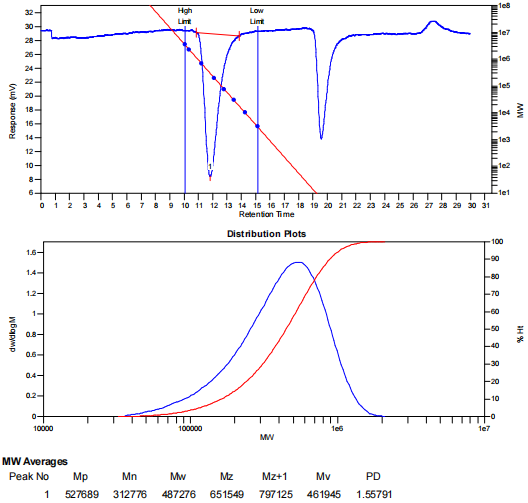 High Limit
Low Limit
32
30
28
26
24
22
20
18
16
14
12
10
8
6
Response (mV)
1e8
1e7
1e6
1e5
1e4
1e3
1e2
1e1
MW
1
0 1 2 3 4 5 6 7 8 9 10 11 12 13 14 15 16 17 18 19 20 21 22 23 24 25 26 27 28 29 30 31
Retention Time
Distribution Plots
1.6
1.4
1.2
1
0.8
0.6
0.4
0.2
0
dwt/dlogM
100
90
80
70
60
50
40
30
20
10
0
% Ht
10000 100000 1e6 1e7
MW
MW Averages
Peak No Mp Mn Mw Mz Mz+1 Mv PD
1 527689 312776 487276 651549 797125 461945 1.55791